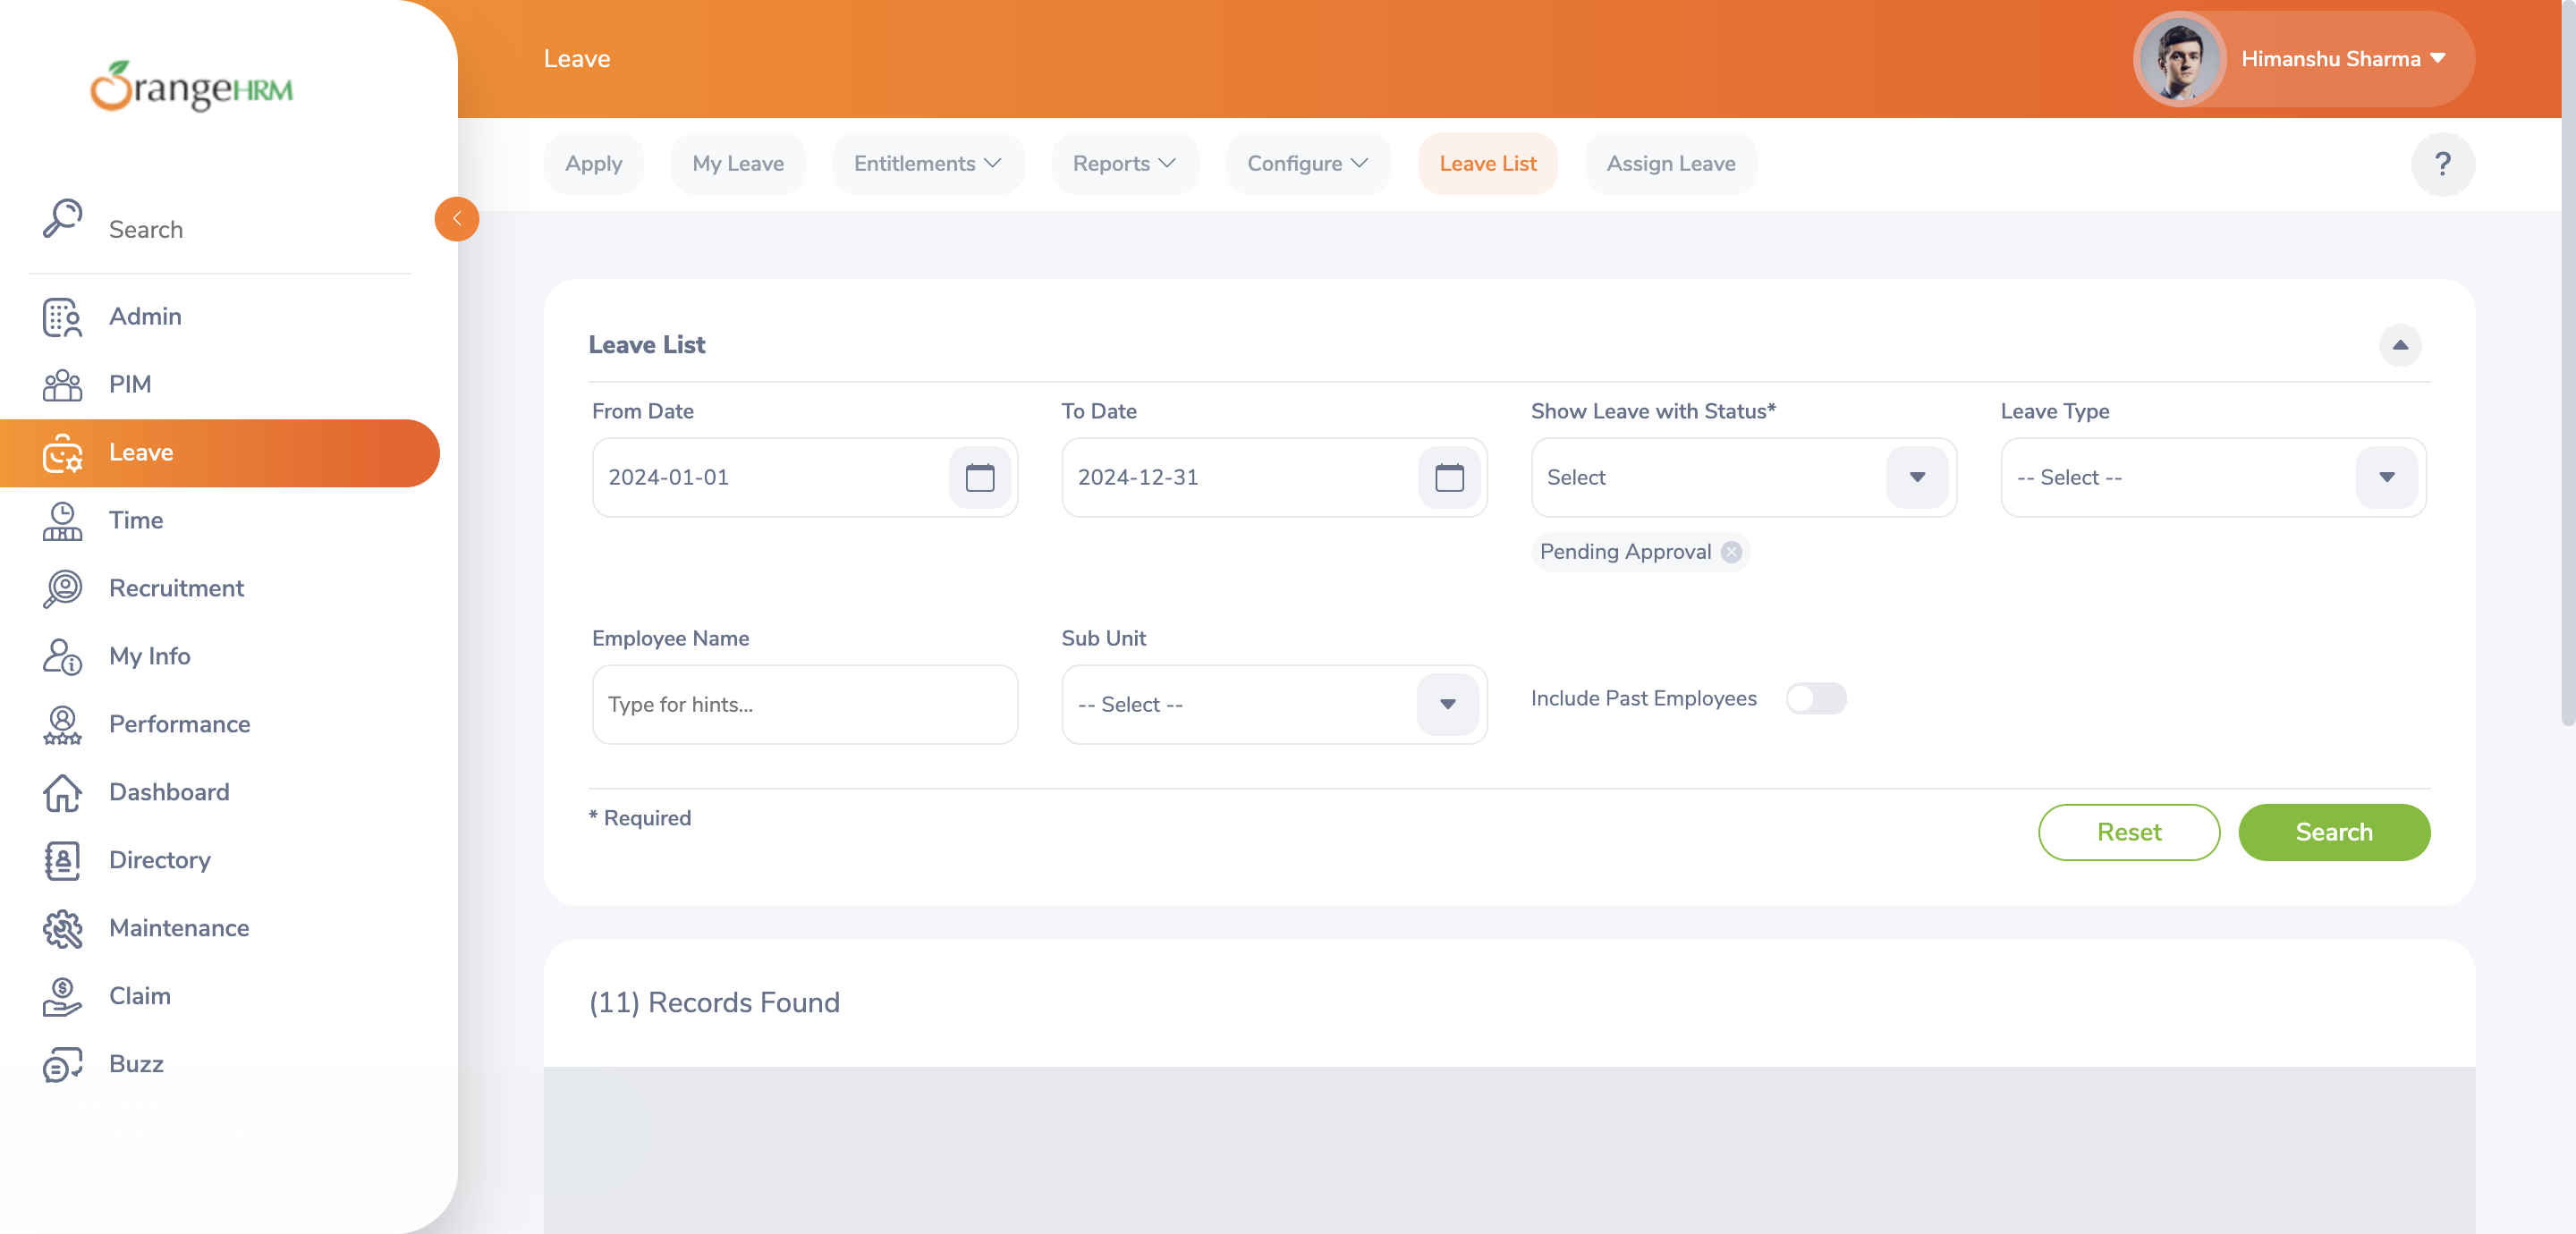 OrangeHRM
Leave
Himanshu Sharma
Apply
My Leave
Entitlements
Reports
Configure
Leave List
Assign Leave
?
Search
Admin
PIM
Leave
Time
Recruitment
My Info
Performance
Dashboard
Directory
Maintenance
Claim
Buzz
Leave List
From Date
To Date
Show Leave with Status*
Leave Type
2024-01-01
2024-12-31
Select
-- Select --
Pending Approval
Employee Name
Sub Unit
Type for hints...
-- Select --
Include Past Employees
* Required
Reset
Search
(11) Records Found